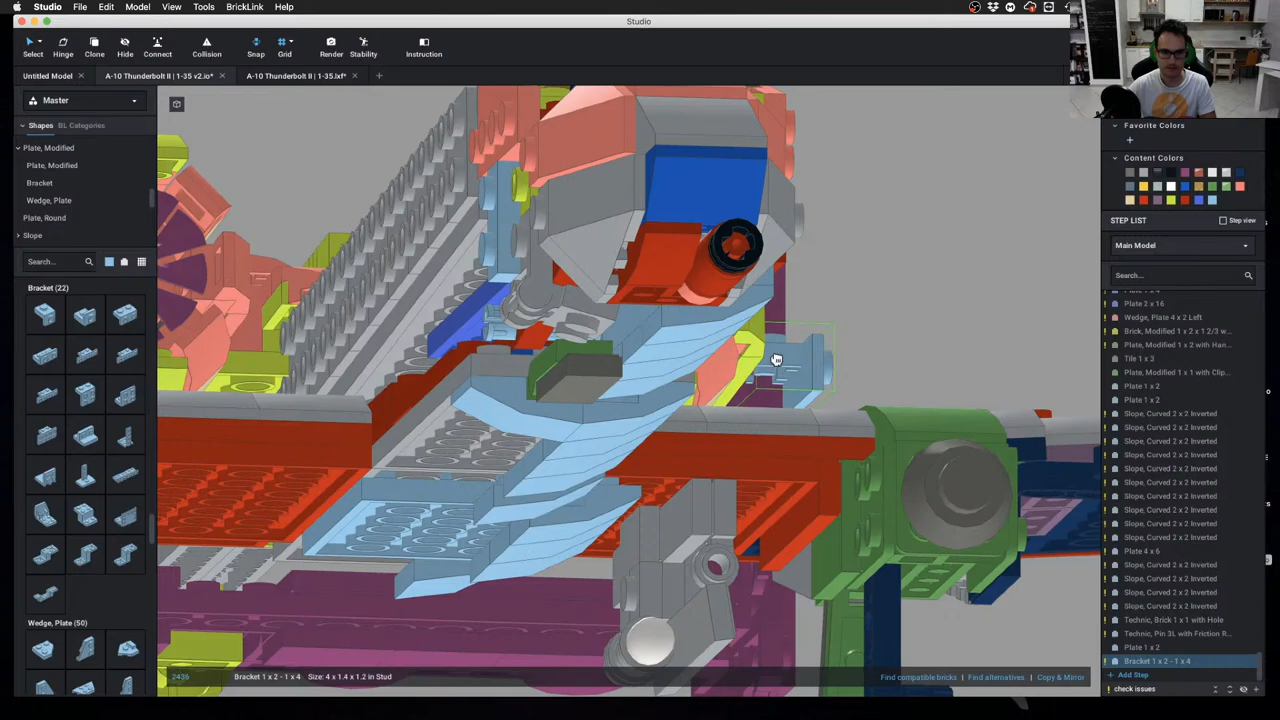 Studio File Edit Model View Tools BrickLink Help
Studio
Select Hinge Clone Hide Connect Collision Snap Grid Render Stability Instruction
Untitled Model A-10 Thunderbolt II | 1-35 v2.io* A-10 Thunderbolt II | 1-35.lxf*
Master
Shapes BL Categories
Plate, Modified
Plate, Modified
Bracket
Wedge, Plate
Plate, Round
Slope
Search...
Bracket (22)
Wedge, Plate (50)
2436 Bracket 1 x 2 - 1 x 4 Size: 4 x 1.4 x 1.2 in Stud
Find compatible bricks | Find alternatives | Copy & Mirror
Favorite Colors
Content Colors
STEP LIST Step view
Main Model
Search...
Plate 1 x 4
Plate 2 x 16
Wedge, Plate 4 x 2 Left
Brick, Modified 1 x 2 x 1 2/3 w...
Plate, Modified 1 x 2 with Han...
Tile 1 x 3
Plate, Modified 1 x 1 with Clip...
Plate 1 x 2
Plate 1 x 2
Slope, Curved 2 x 2 Inverted
Slope, Curved 2 x 2 Inverted
Slope, Curved 2 x 2 Inverted
Slope, Curved 2 x 2 Inverted
Slope, Curved 2 x 2 Inverted
Slope, Curved 2 x 2 Inverted
Slope, Curved 2 x 2 Inverted
Slope, Curved 2 x 2 Inverted
Slope, Curved 2 x 2 Inverted
Slope, Curved 2 x 2 Inverted
Plate 4 x 6
Slope, Curved 2 x 2 Inverted
Slope, Curved 2 x 2 Inverted
Slope, Curved 2 x 2 Inverted
Slope, Curved 2 x 2 Inverted
Technic, Brick 1 x 1 with Hole
Technic, Pin 3L with Friction R...
Plate 1 x 2
Bracket 1 x 2 - 1 x 4
Add Step
check issues